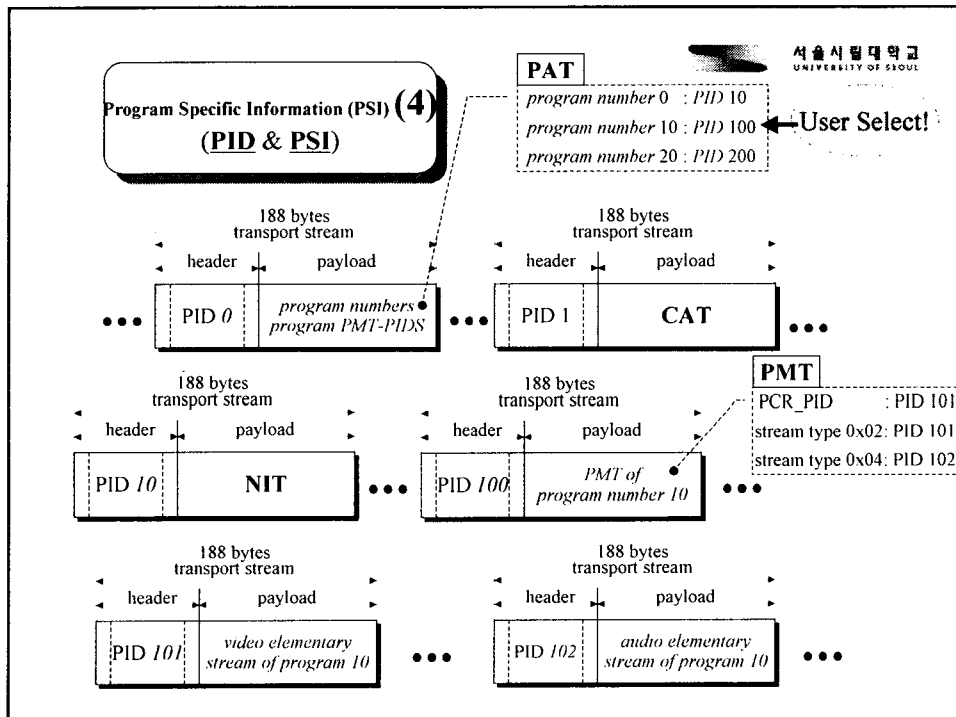 서울시립대학교
UNIVERSITY OF SEOUL
Program Specific Information (PSI) (4)
(PID & PSI)
PAT
program number 0 : PID 10
program number 10 : PID 100
program number 20 : PID 200
User Select!
188 bytes
transport stream
header payload
PID 0
program numbers
program PMT-PIDS
188 bytes
transport stream
header payload
PID 1
CAT
188 bytes
transport stream
header payload
PID 10
NIT
188 bytes
transport stream
header payload
PID 100
PMT of
program number 10
PMT
PCR_PID : PID 101
stream type 0x02: PID 101
stream type 0x04: PID 102
188 bytes
transport stream
header payload
PID 101
video elementary
stream of program 10
188 bytes
transport stream
header payload
PID 102
audio elementary
stream of program 10